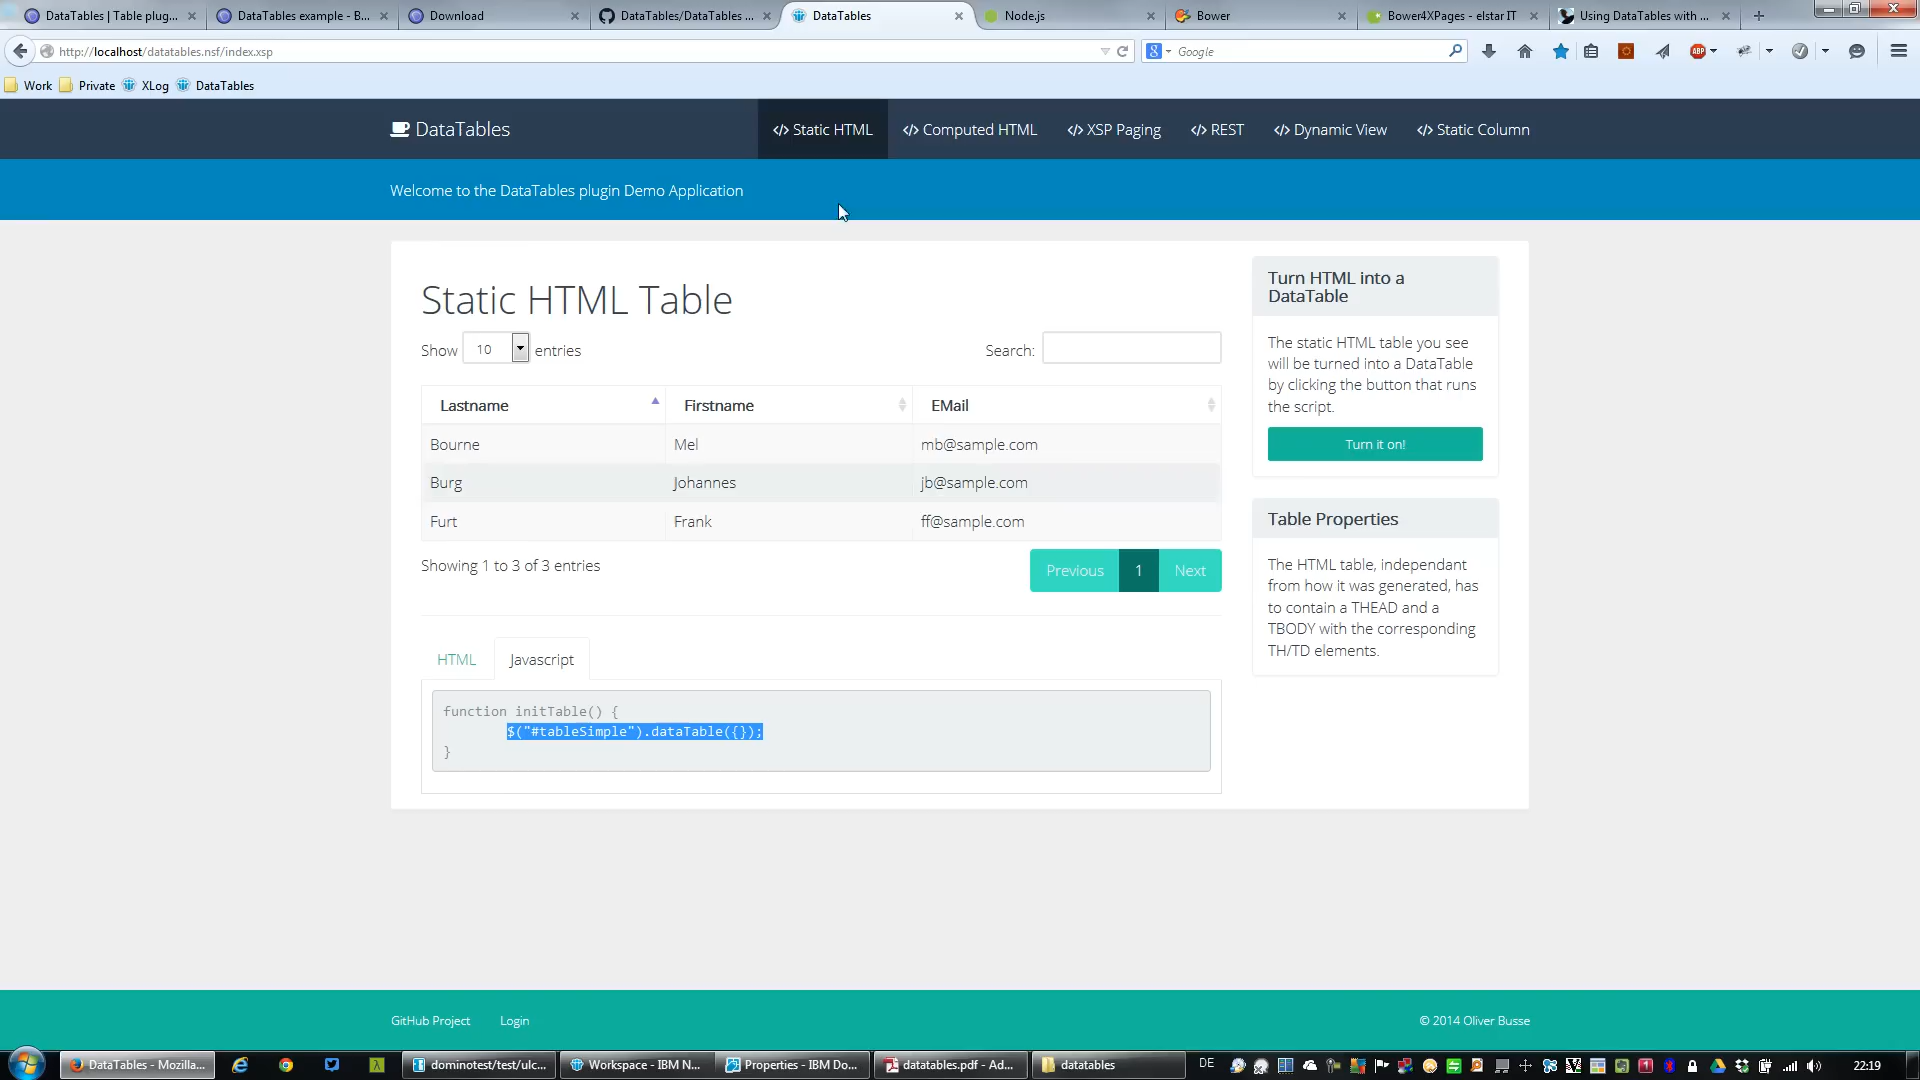 DataTables | Table plug...
DataTables example - B...
Download
DataTables/DataTables ...
DataTables
Node.js
Bower
Bower4XPages - elstar IT
Using DataTables with ...
http://localhost/datatables.nsf/index.xsp
Google
Work
Private
XLog
DataTables
DataTables
Static HTML
Computed HTML
XSP Paging
REST
Dynamic View
Static Column
Welcome to the DataTables plugin Demo Application
Static HTML Table
Show 10 entries
Search:
Lastname Firstname EMail
Bourne Mel mb@sample.com
Burg Johannes jb@sample.com
Furt Frank ff@sample.com
Showing 1 to 3 of 3 entries
Previous 1 Next
HTML Javascript
function initTable() {
$("#tableSimple").dataTable({});
}
Turn HTML into a
DataTable
The static HTML table you see
will be turned into a DataTable
by clicking the button that runs
the script.
Turn it on!
Table Properties
The HTML table, independant
from how it was generated, has
to contain a THEAD and a
TBODY with the corresponding
TH/TD elements.
GitHub Project
Login
© 2014 Oliver Busse
DataTables - Mozilla...
dominotest/test/ulc...
Workspace - IBM N...
Properties - IBM Do...
datatables.pdf - Ad...
datatables
DE
22:19